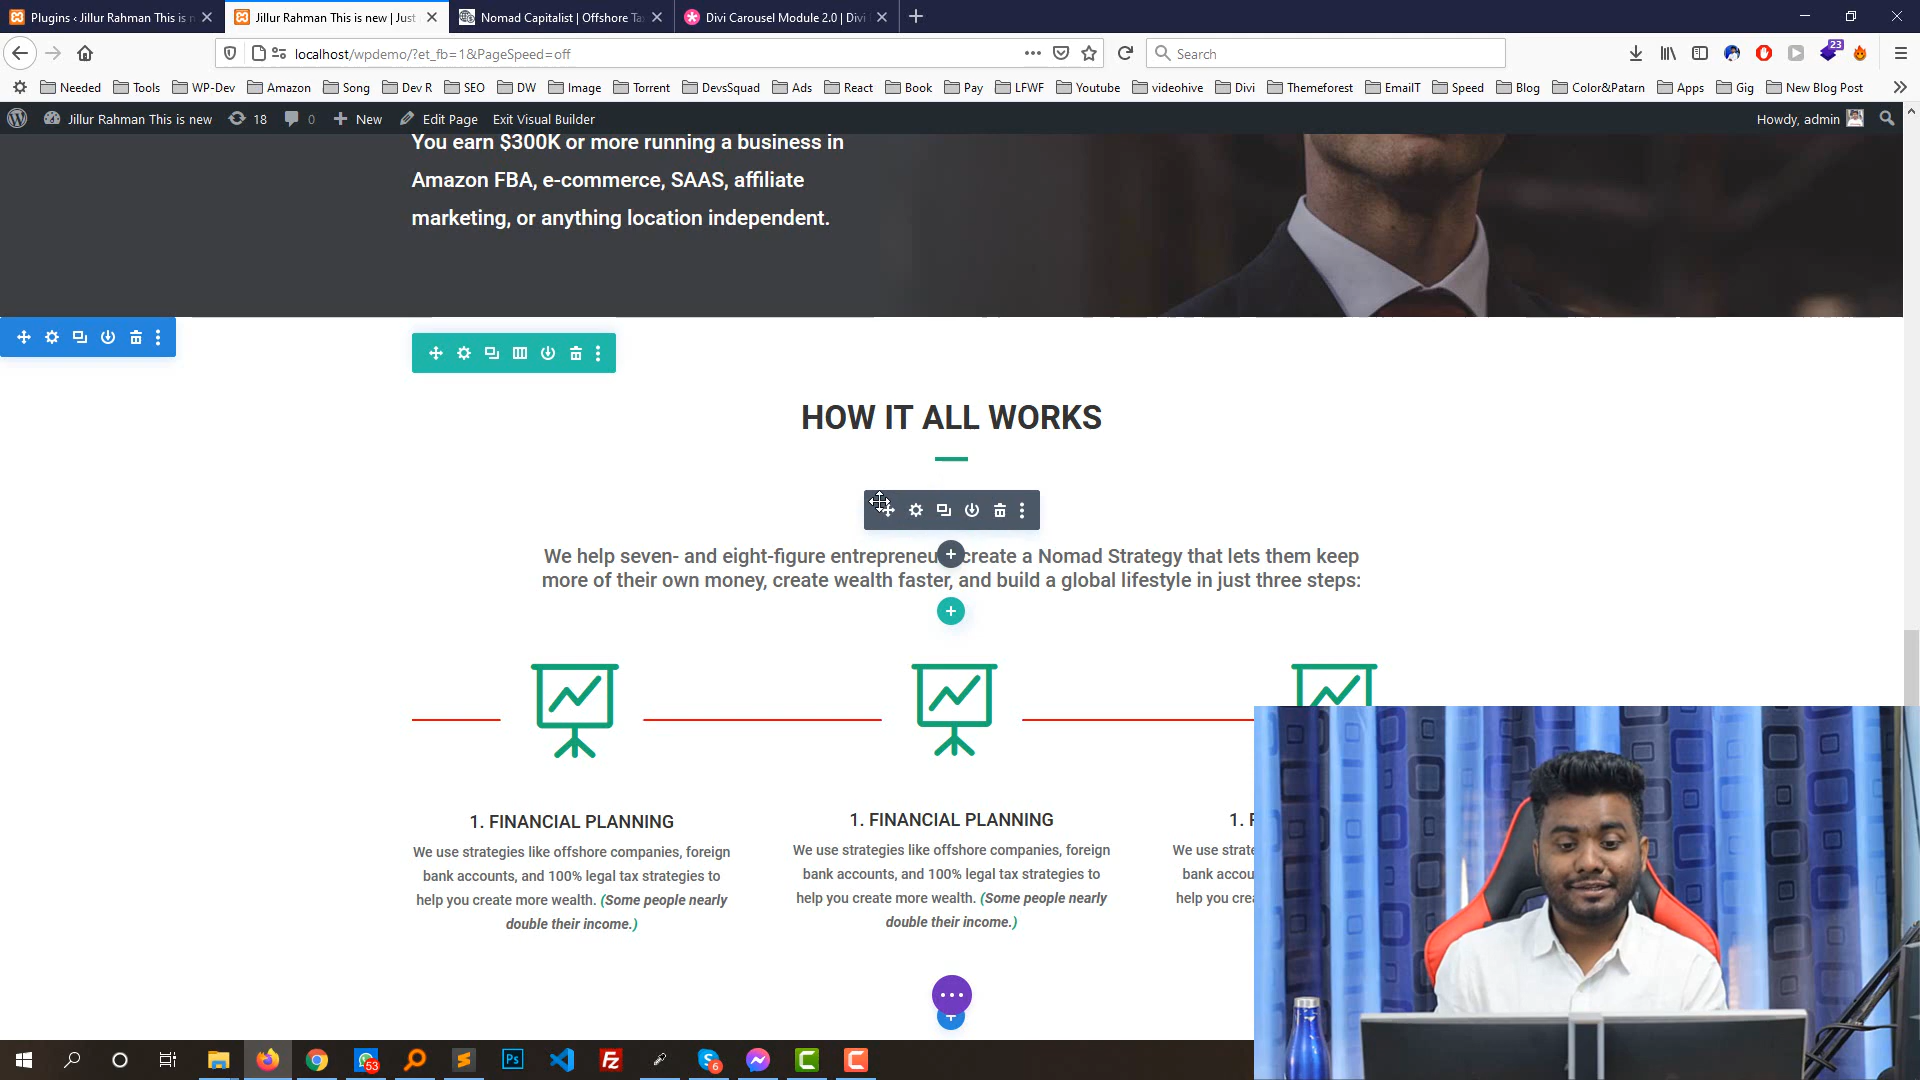 Plugins ‹ Jillur Rahman This is n
Jillur Rahman This is new | Just
Nomad Capitalist | Offshore Ta
Divi Carousel Module 2.0 | Divi
localhost/wpdemo/?et_fb=1&PageSpeed=off
Search
23
Needed Tools WP-Dev Amazon Song Dev R SEO DW Image Torrent DevsSquad Ads React Book Pay LFWF Youtube videohive Divi Themeforest EmailT Speed Blog Color&Patarn Apps Gig New Blog Post
Jillur Rahman This is new 18 0 New Edit Page Exit Visual Builder Howdy, admin
You earn $300K or more running a business in
Amazon FBA, e-commerce, SAAS, affiliate
marketing, or anything location independent.
HOW IT ALL WORKS
We help seven- and eight-figure create a Nomad Strategy that lets them keep
more of their own money, create wealth faster, and build a global lifestyle in just three steps:
1. FINANCIAL PLANNING
We use strategies like offshore companies, foreign
bank accounts, and 100% legal tax strategies to
help you create more wealth. (Some people nearly
double their income.)
1. FINANCIAL PLANNING
We use strategies like offshore companies, foreign
bank accounts, and 100% legal tax strategies to
help you create more wealth. (Some people nearly
double their income.)
1. F
We use strate
bank accou
help you cre
53
Ps
Fz
6